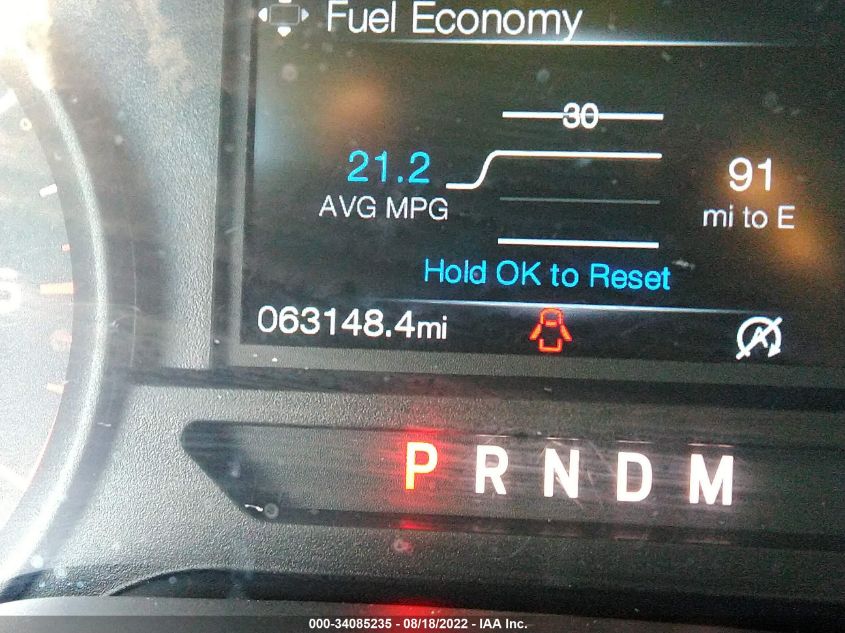 Fuel Economy
30
21.2
AVG MPG
91
mi to E
Hold OK to Reset
063148.4mi
A
P R N D M
000-34085235 - 08/18/2022 - IAA Inc.